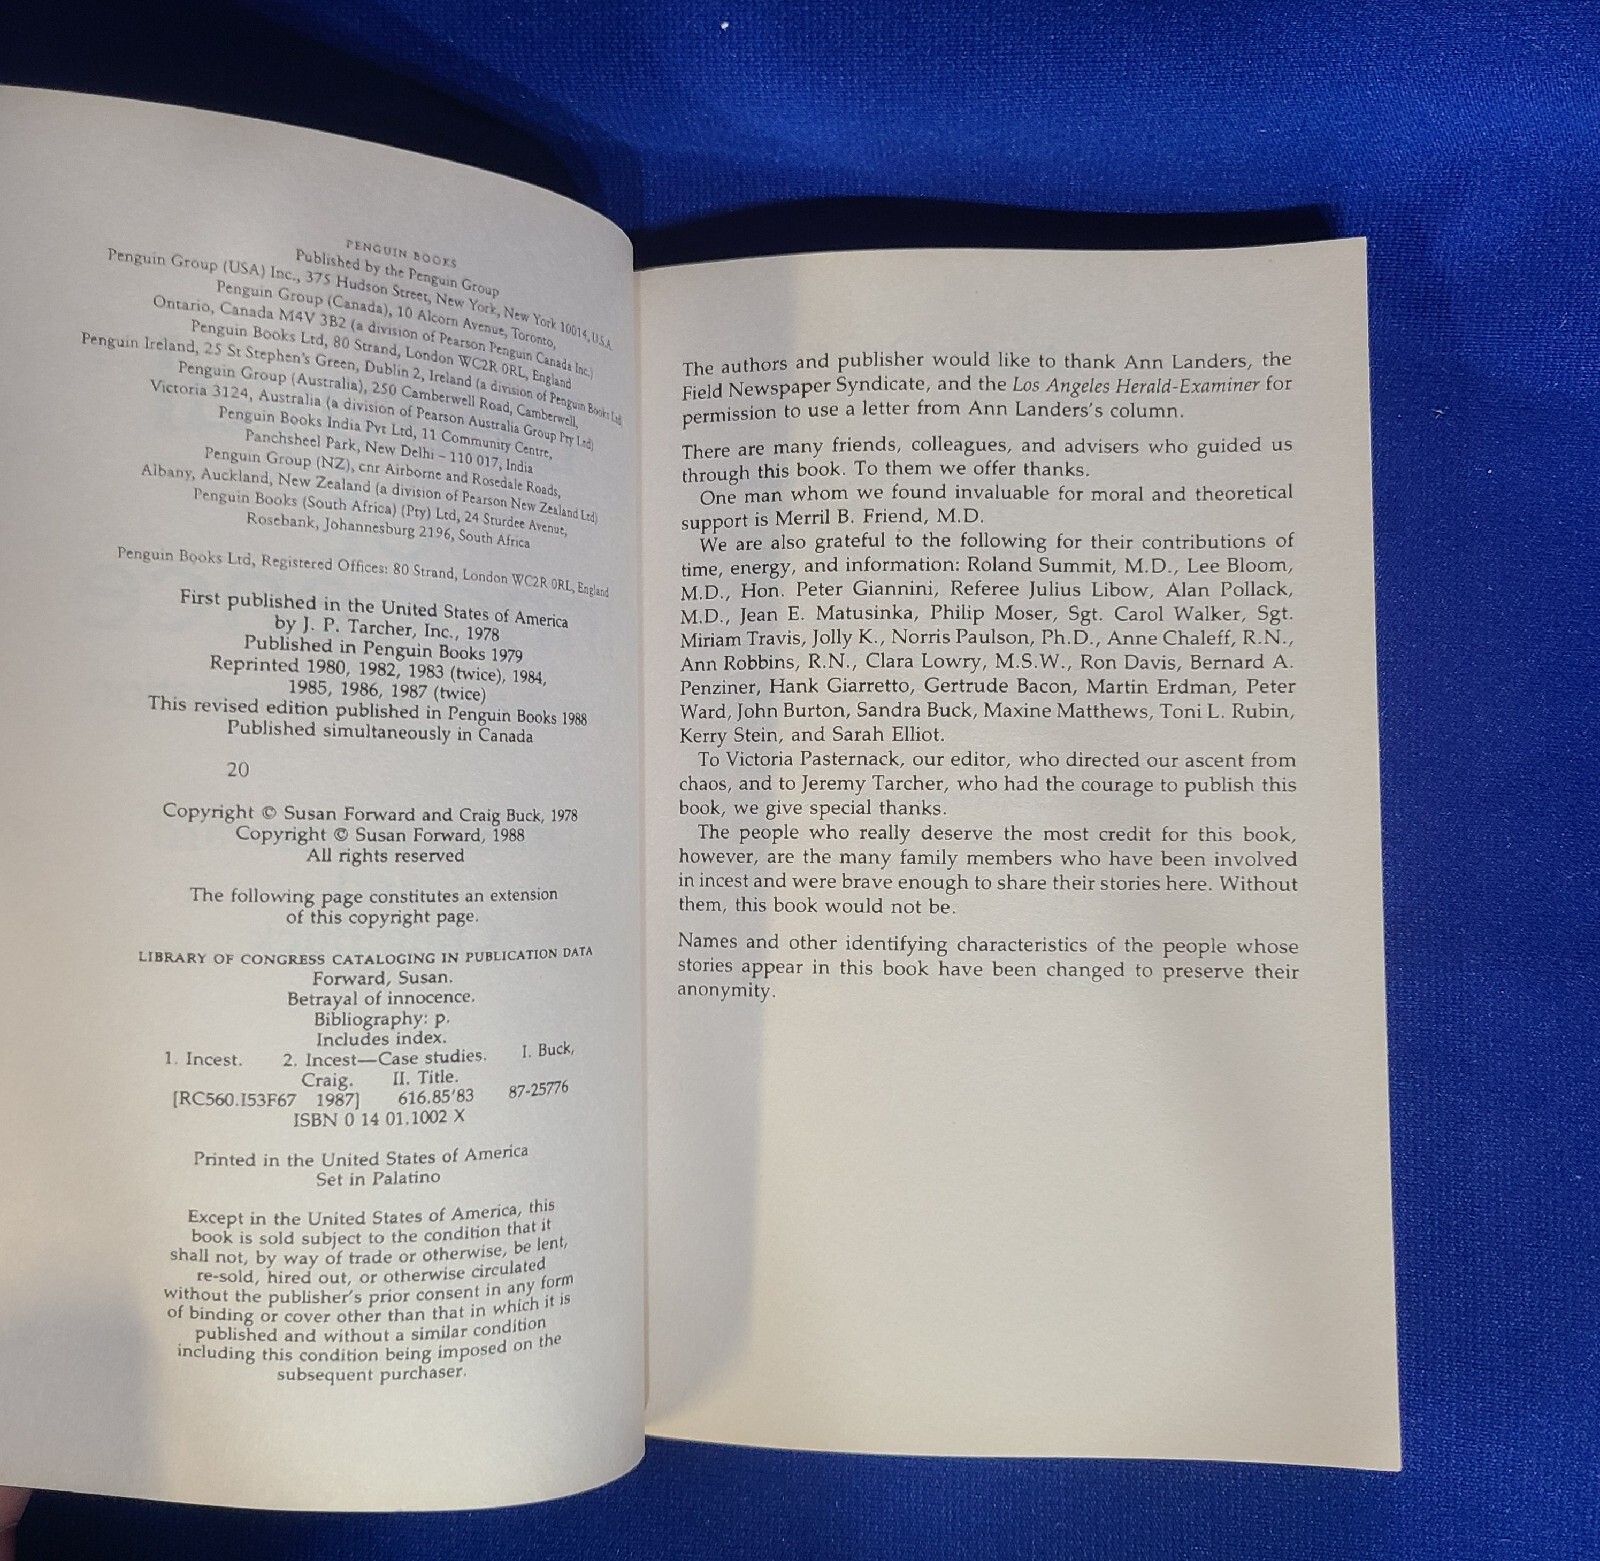 PENGUIN BOOKS
Published by the Penguin Group
Penguin Group (USA) Inc., 375 Hudson Street, New York, New York 10014, U.S.A.
Penguin Group (Canada), 10 Alcorn Avenue, Toronto,
Ontario, Canada M4V 3B2 (a division of Pearson Penguin Canada Inc.)
Penguin Books Ltd, 80 Strand, London WC2R 0RL, England
Penguin Ireland, 25 St Stephen's Green, Dublin 2, Ireland (a division of Penguin Books Ltd)
Penguin Group (Australia), 250 Camberwell Road, Camberwell,
Victoria 3124, Australia (a division of Pearson Australia Group Pty Ltd)
Penguin Books India Pvt Ltd, 11 Community Centre,
Panchsheel Park, New Delhi – 110 017, India
Penguin Group (NZ), cnr Airborne and Rosedale Roads,
Albany, Auckland, New Zealand (a division of Pearson New Zealand Ltd)
Penguin Books (South Africa) (Pty) Ltd, 24 Sturdee Avenue,
Rosebank, Johannesburg 2196, South Africa
Penguin Books Ltd, Registered Offices: 80 Strand, London WC2R 0RL, England
First published in the United States of America
by J. P. Tarcher, Inc., 1978
Published in Penguin Books 1979
Reprinted 1980, 1982, 1983 (twice), 1984,
1985, 1986, 1987 (twice)
This revised edition published in Penguin Books 1988
Published simultaneously in Canada
20
Copyright © Susan Forward and Craig Buck, 1978
Copyright © Susan Forward, 1988
All rights reserved
The following page constitutes an extension
of this copyright page.
LIBRARY OF CONGRESS CATALOGING IN PUBLICATION DATA
Forward, Susan.
Betrayal of innocence.
Bibliography: p.
Includes index.
1. Incest. 2. Incest—Case studies. I. Buck,
Craig. II. Title.
[RC560.I53F67 1987] 616.85'83 87-25776
ISBN 0 14 01.1002 X
Printed in the United States of America
Set in Palatino
Except in the United States of America, this
book is sold subject to the condition that it
shall not, by way of trade or otherwise, be lent,
re-sold, hired out, or otherwise circulated
without the publisher's prior consent in any form
of binding or cover other than that in which it is
published and without a similar condition
including this condition being imposed on the
subsequent purchaser.
The authors and publisher would like to thank Ann Landers, the
Field Newspaper Syndicate, and the Los Angeles Herald-Examiner for
permission to use a letter from Ann Landers's column.
There are many friends, colleagues, and advisers who guided us
through this book. To them we offer thanks.
One man whom we found invaluable for moral and theoretical
support is Merril B. Friend, M.D.
We are also grateful to the following for their contributions of
time, energy, and information: Roland Summit, M.D., Lee Bloom,
M.D., Hon. Peter Giannini, Referee Julius Libow, Alan Pollack,
M.D., Jean E. Matusinka, Philip Moser, Sgt. Carol Walker, Sgt.
Miriam Travis, Jolly K., Norris Paulson, Ph.D., Anne Chaleff, R.N.,
Ann Robbins, R.N., Clara Lowry, M.S.W., Ron Davis, Bernard A.
Penziner, Hank Giarretto, Gertrude Bacon, Martin Erdman, Peter
Ward, John Burton, Sandra Buck, Maxine Matthews, Toni L. Rubin,
Kerry Stein, and Sarah Elliot.
To Victoria Pasternack, our editor, who directed our ascent from
chaos, and to Jeremy Tarcher, who had the courage to publish this
book, we give special thanks.
The people who really deserve the most credit for this book,
however, are the many family members who have been involved
in incest and were brave enough to share their stories here. Without
them, this book would not be.
Names and other identifying characteristics of the people whose
stories appear in this book have been changed to preserve their
anonymity.